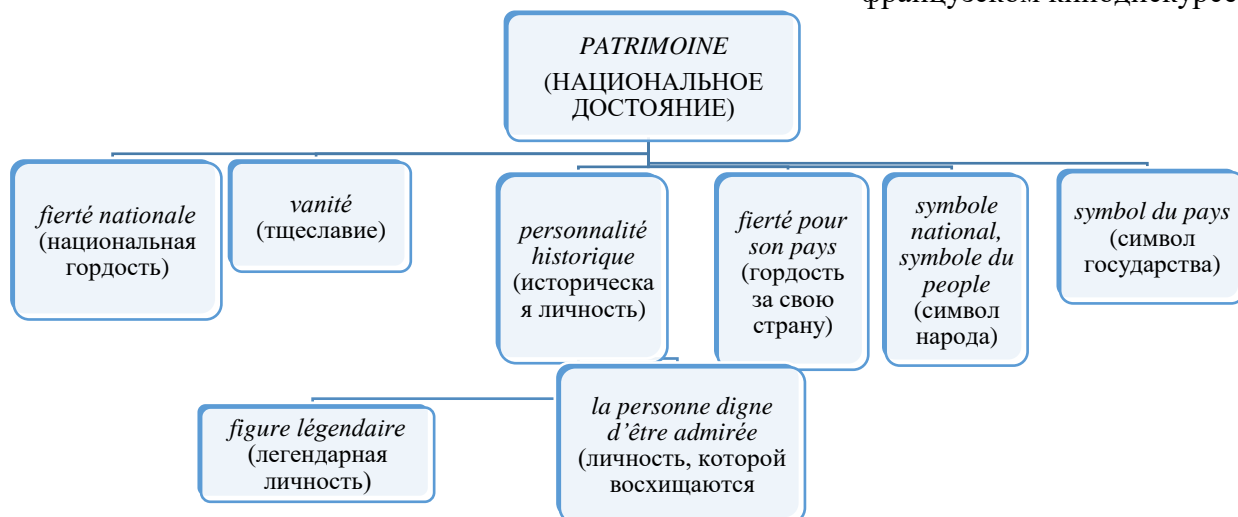 французском кинодискурсе
PATRIMOINE
(НАЦИОНАЛЬНОЕ
ДОСТОЯНИЕ)
fierté nationale
(национальная
гордость)
vanité
(тщеславие)
personnalité
historique
(историческа
я личность)
fierté pour
son pays
(гордость
за свою
страну)
symbole
national,
symbole du
people
(символ
народа)
symbol du pays
(символ
государства)
figure légendaire
(легендарная
личность)
la personne digne
d’être admirée
(личность, которой
восхищаются